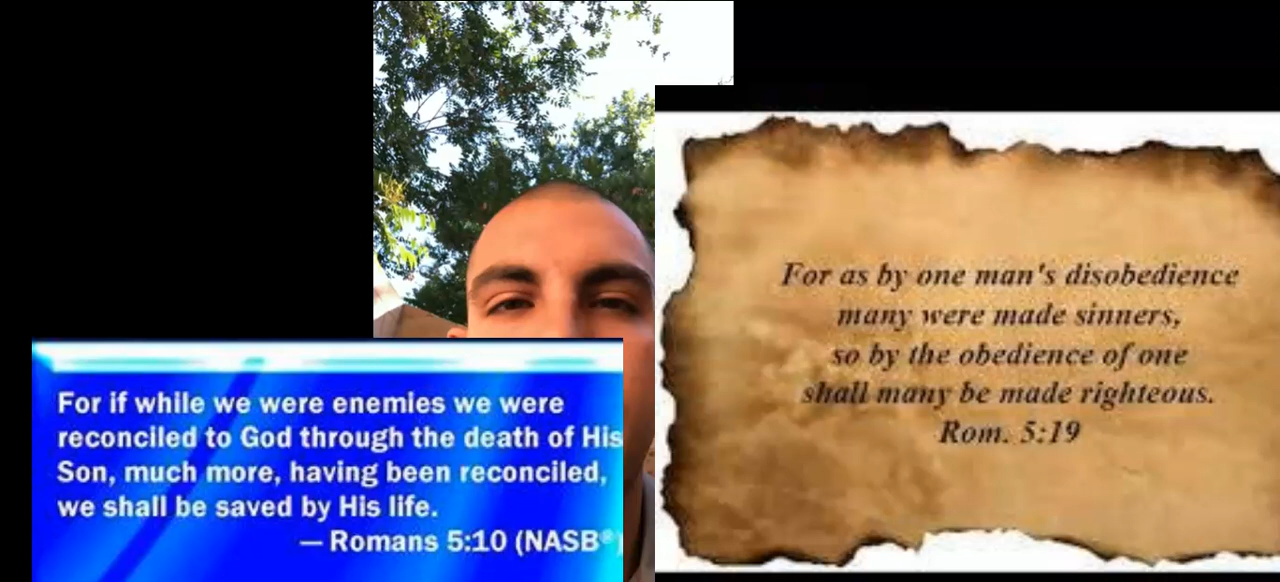 For if while we were enemies we were
reconciled to God through the death of His
Son, much more, having been reconciled,
we shall be saved by His life.
— Romans 5:10 (NASB®)
For as by one man's disobedience
many were made sinners,
so by the obedience of one
shall many be made righteous.
Rom. 5:19